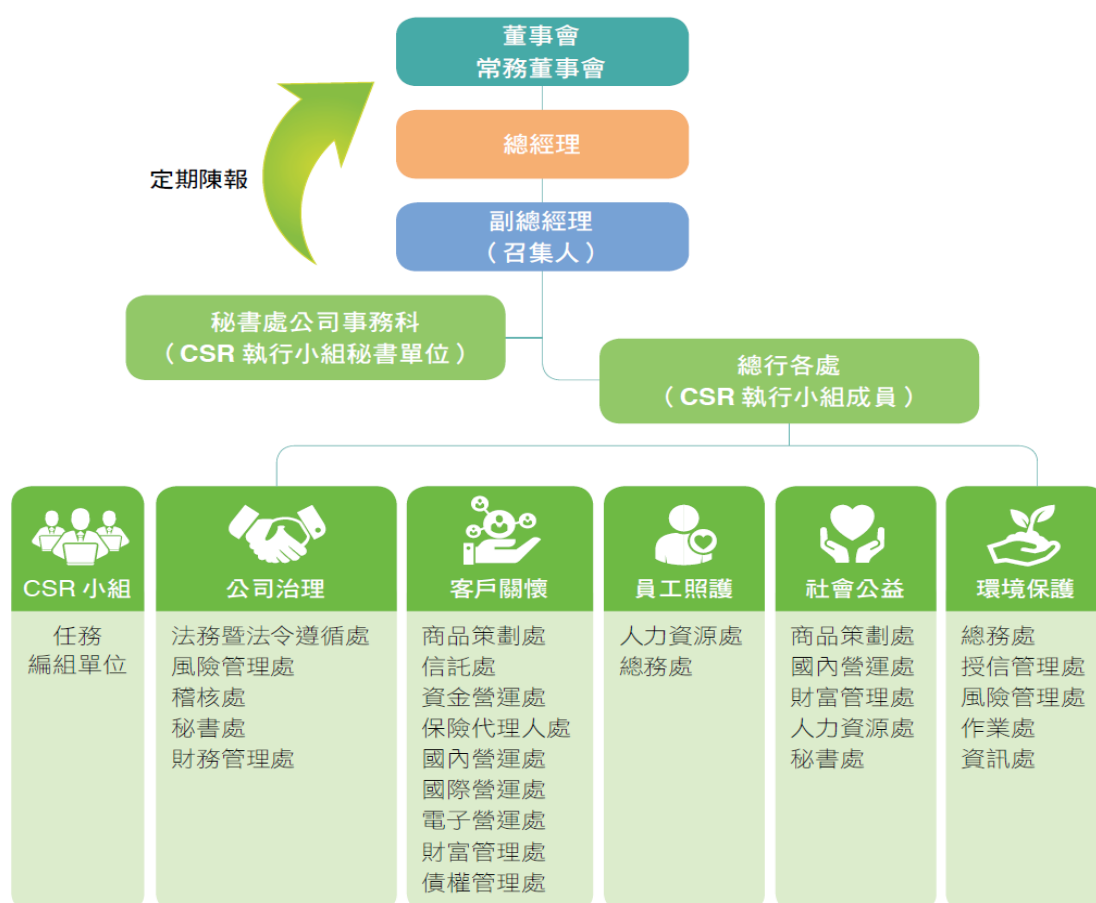 董事會
常務董事會
總經理
定期陳報
副總經理
（召集人）
秘書處公司事務科
（CSR 執行小組秘書單位）
總行各處
（CSR 執行小組成員）
CSR 小組
任務
編組單位
公司治理
法務暨法令遵循處
風險管理處
稽核處
秘書處
財務管理處
客戶關懷
商品策劃處
信託處
資金營運處
保險代理人處
國內營運處
國際營運處
電子營運處
財富管理處
債權管理處
員工照護
人力資源處
總務處
社會公益
商品策劃處
國內營運處
財富管理處
人力資源處
秘書處
環境保護
總務處
授信管理處
風險管理處
作業處
資訊處